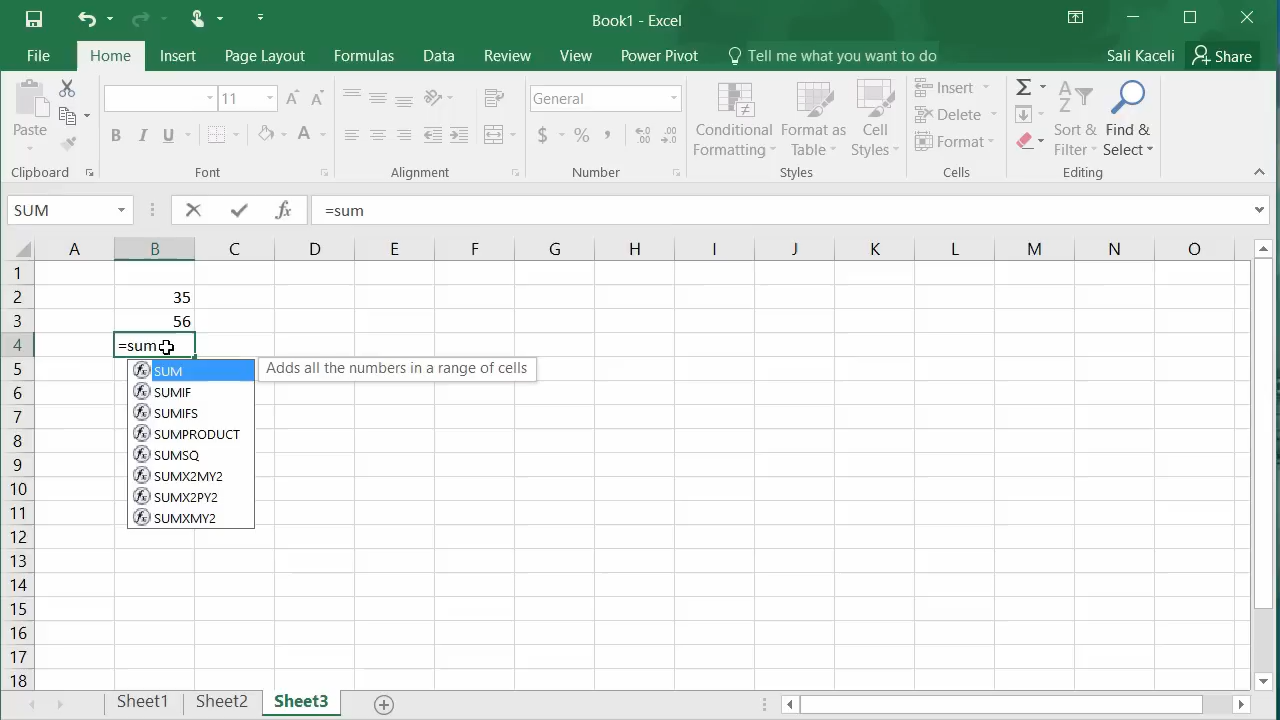 Book1 - Excel
File Home Insert Page Layout Formulas Data Review View Power Pivot Tell me what you want to do Sali Kaceli Share
Paste
11
B I U A
General
$ % ,
Conditional Formatting
Format as Table
Cell Styles
Insert
Delete
Format
Sort & Filter
Find & Select
Clipboard Font Alignment Number Styles Cells Editing
SUM fx =sum
A B C D E F G H I J K L M N O
1
2 35
3 56
4 =sum
5 SUM Adds all the numbers in a range of cells
6 SUMIF
7 SUMIFS
8 SUMPRODUCT
9 SUMSQ
10 SUMX2MY2
11 SUMX2PY2
12 SUMXMY2
13
14
15
16
17
18
Sheet1 Sheet2 Sheet3